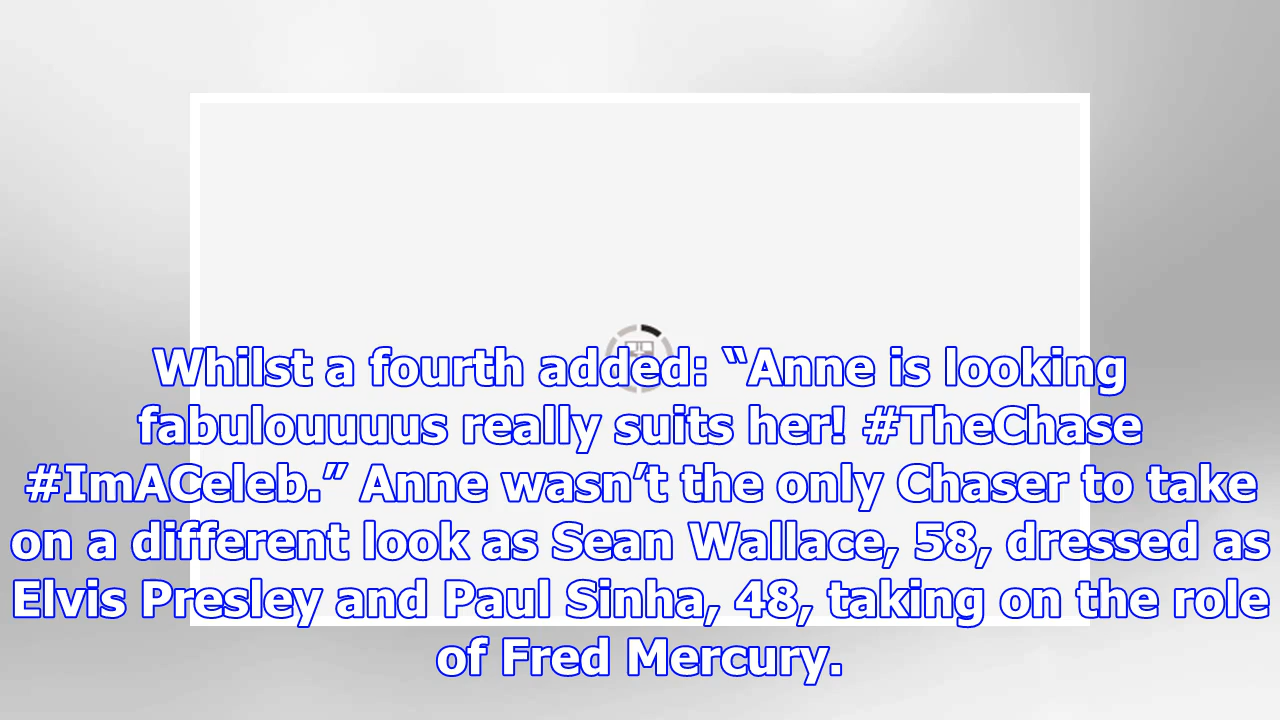 Whilst a fourth added: “Anne is looking
fabulouuuus really suits her! #TheChase
#ImACeleb.” Anne wasn’t the only Chaser to take
on a different look as Sean Wallace, 58, dressed as
Elvis Presley and Paul Sinha, 48, taking on the role
of Fred Mercury.